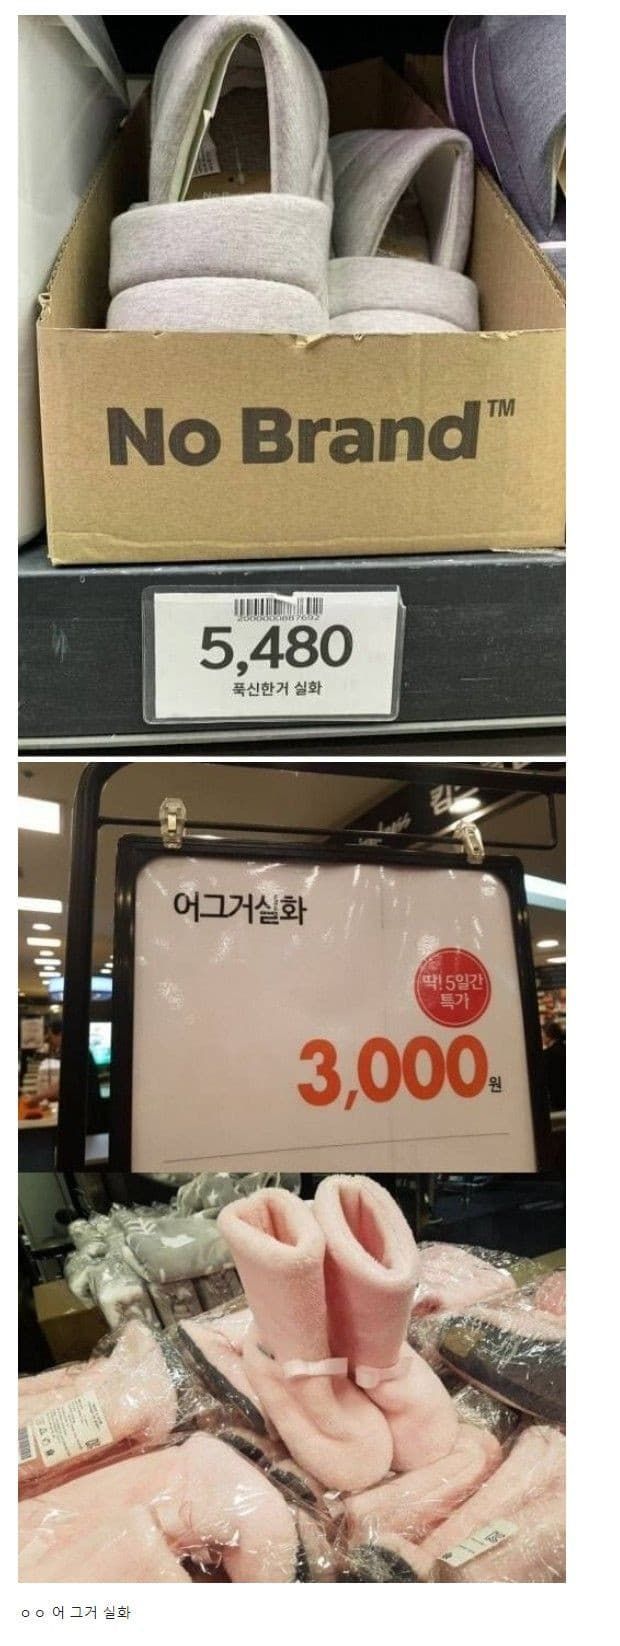 No Brand™
2000000887692
5,480
푹신한거 실화
어그거실화
딱! 5일간
특가
3,000원
ㅇㅇ 어 그거 실화